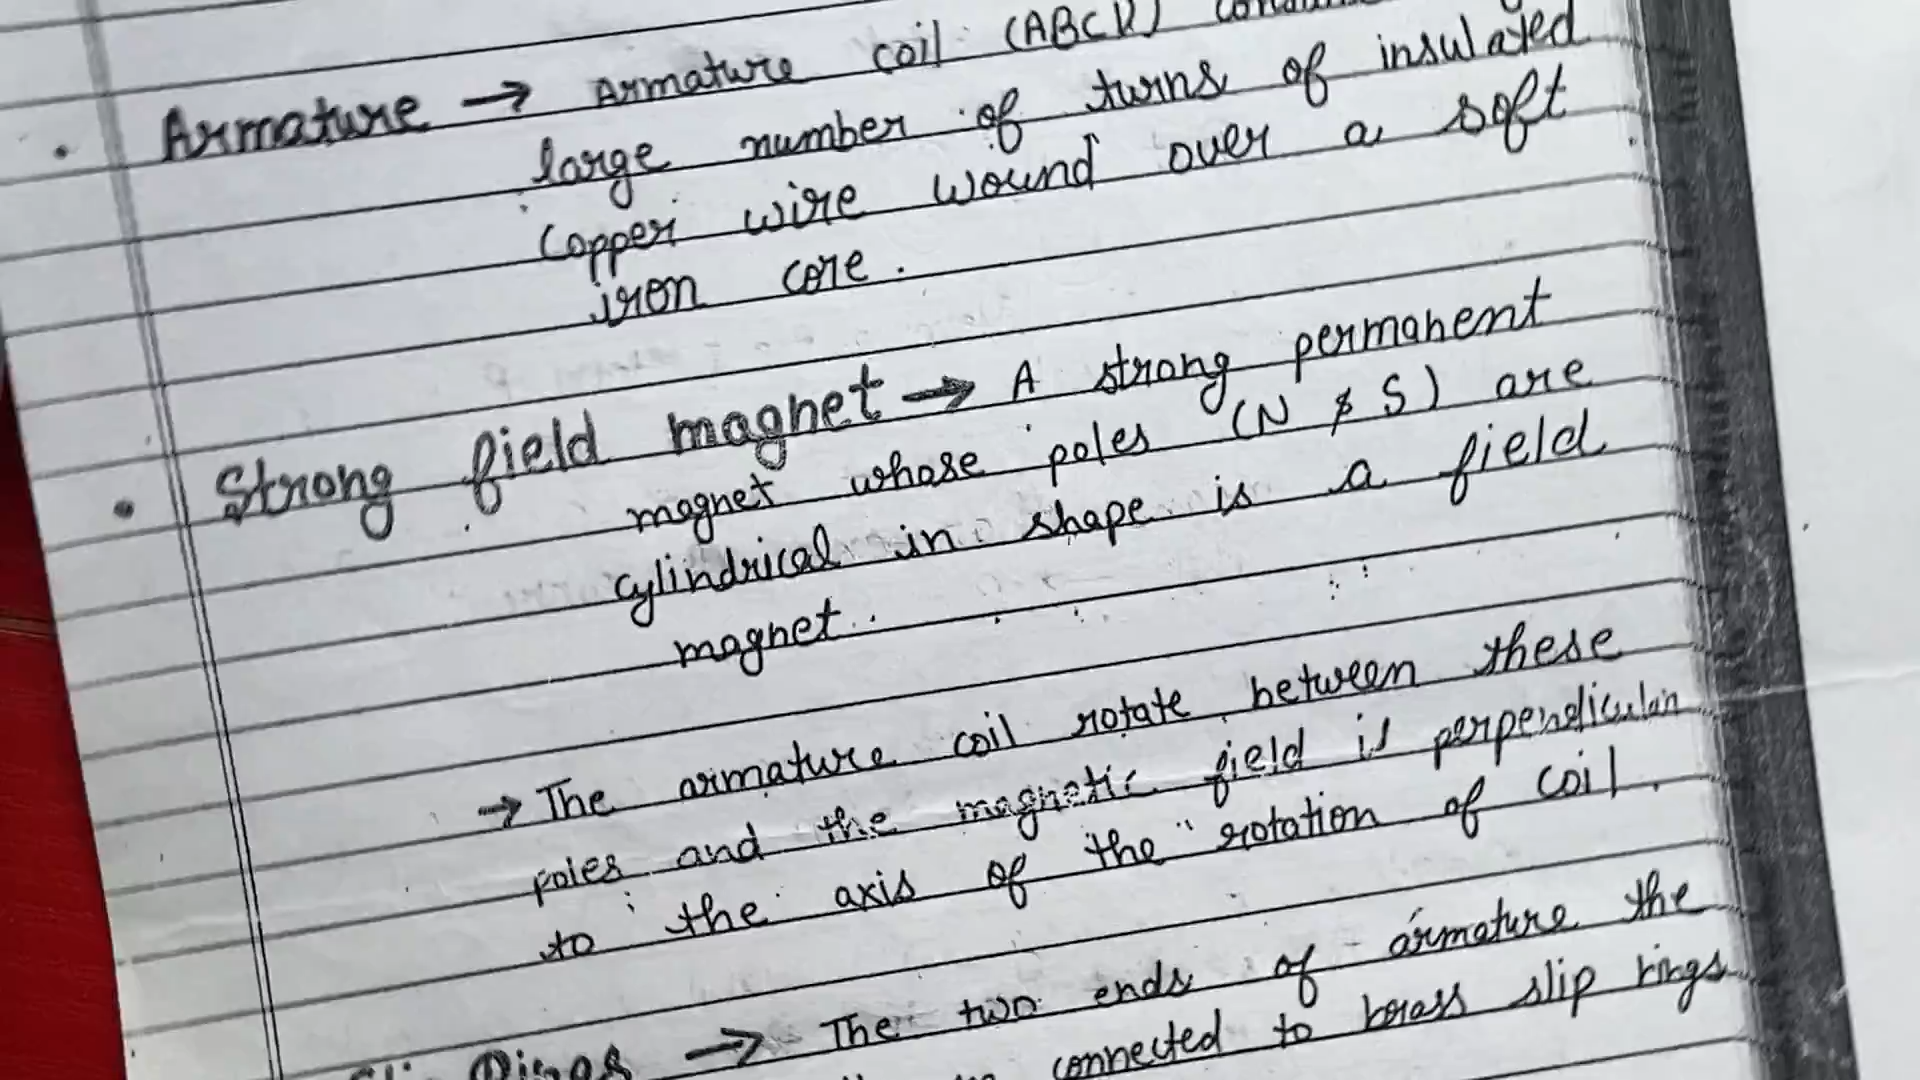 • Armature → Armature coil (ABCD)
large number of turns of insulated
copper wire wound over a soft
iron core.
• Strong field magnet → A strong permanent
magnet whose poles (N & S) are
cylindrical in shape is a field
magnet.
→ The armature coil rotate between these
poles and the magnetic field is perpendicular
to the axis of the rotation of coil.
Slip Rings → The two ends of armature the
connected to brass slip rings